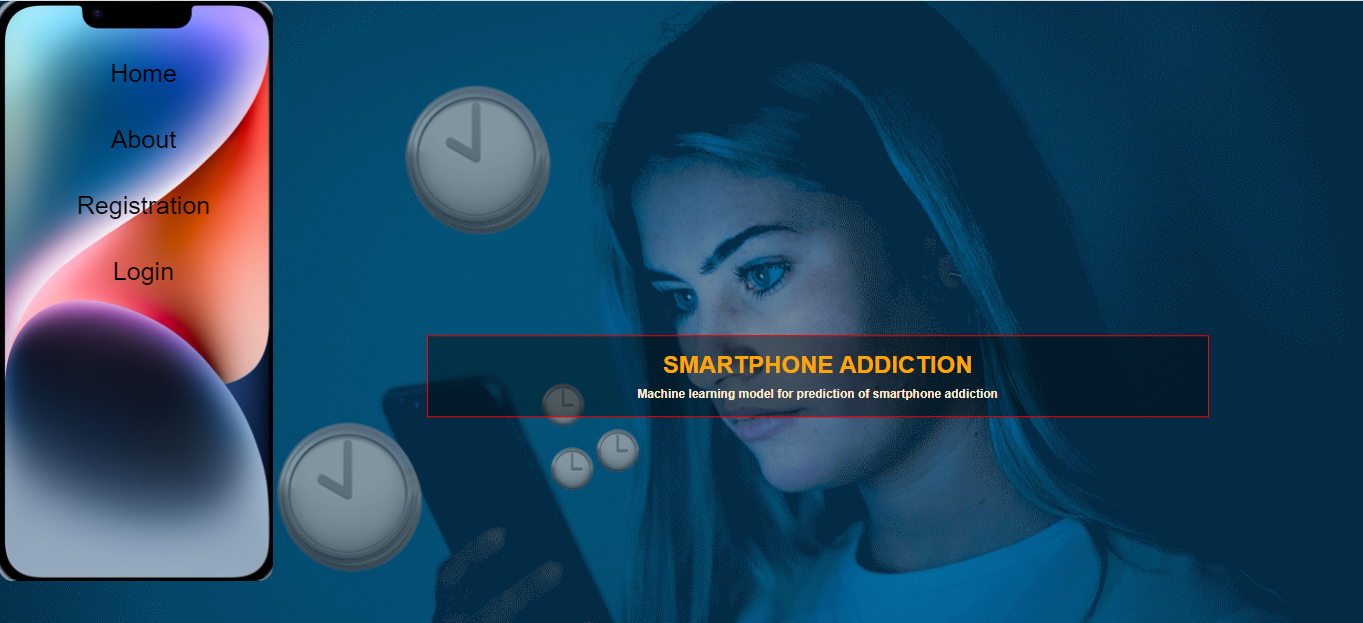 Home
About
Registration
Login
SMARTPHONE ADDICTION
Machine learning model for prediction of smartphone addiction